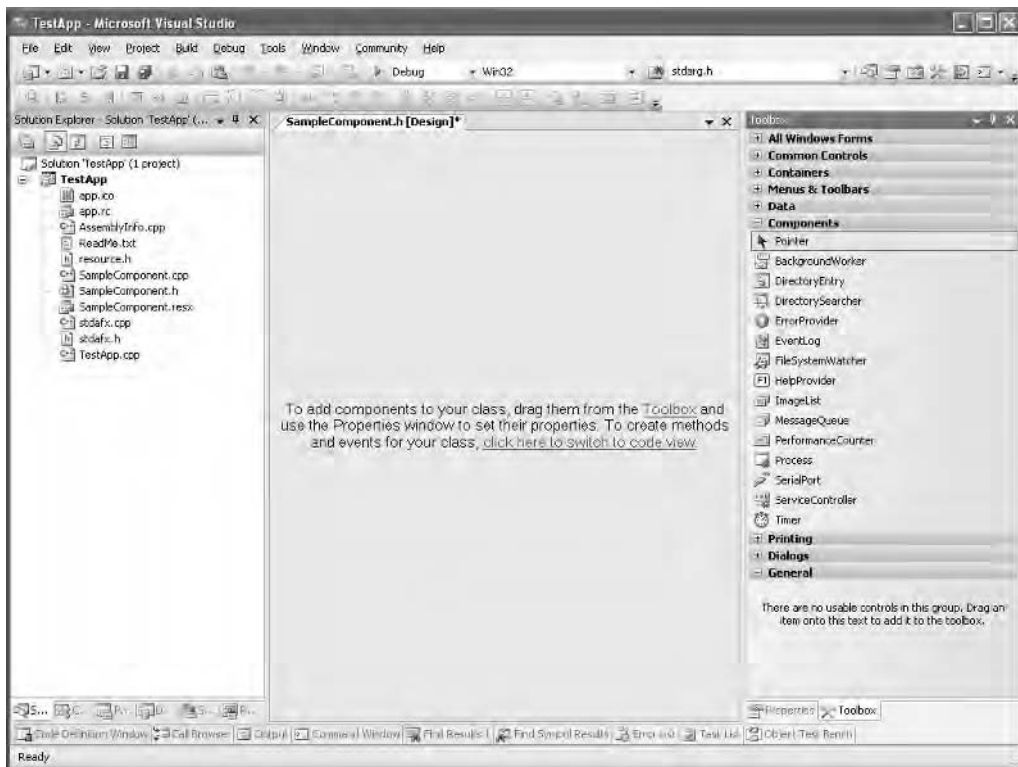 TestApp - Microsoft Visual Studio
File Edit View Project Build Debug Tools Window Community Help
Debug Win32 stdarg.h
Solution Explorer - Solution 'TestApp' (...
SampleComponent.h [Design]*
Toolbox
Solution 'TestApp' (1 project)
TestApp
app.ico
app.rc
AssemblyInfo.cpp
ReadMe.txt
resource.h
SampleComponent.cpp
SampleComponent.h
SampleComponent.resx
stdafx.cpp
stdafx.h
TestApp.cpp
To add components to your class, drag them from the Toolbox and
use the Properties window to set their properties. To create methods
and events for your class, click here to switch to code view.
All Windows Forms
Common Controls
Containers
Menus & Toolbars
Data
Components
Pointer
BackgroundWorker
DirectoryEntry
DirectorySearcher
ErrorProvider
EventLog
FileSystemWatcher
HelpProvider
ImageList
MessageQueue
PerformanceCounter
Process
SerialPort
ServiceController
Timer
Printing
Dialogs
General
There are no usable controls in this group. Drag an
item onto this text to add it to the toolbox.
S... C... P... D... S... R...
Properties Toolbox
Code Definition Window Call Browser Output Command Window Find Results 1 Find Symbol Results Error List Task List Object Test Bench
Ready